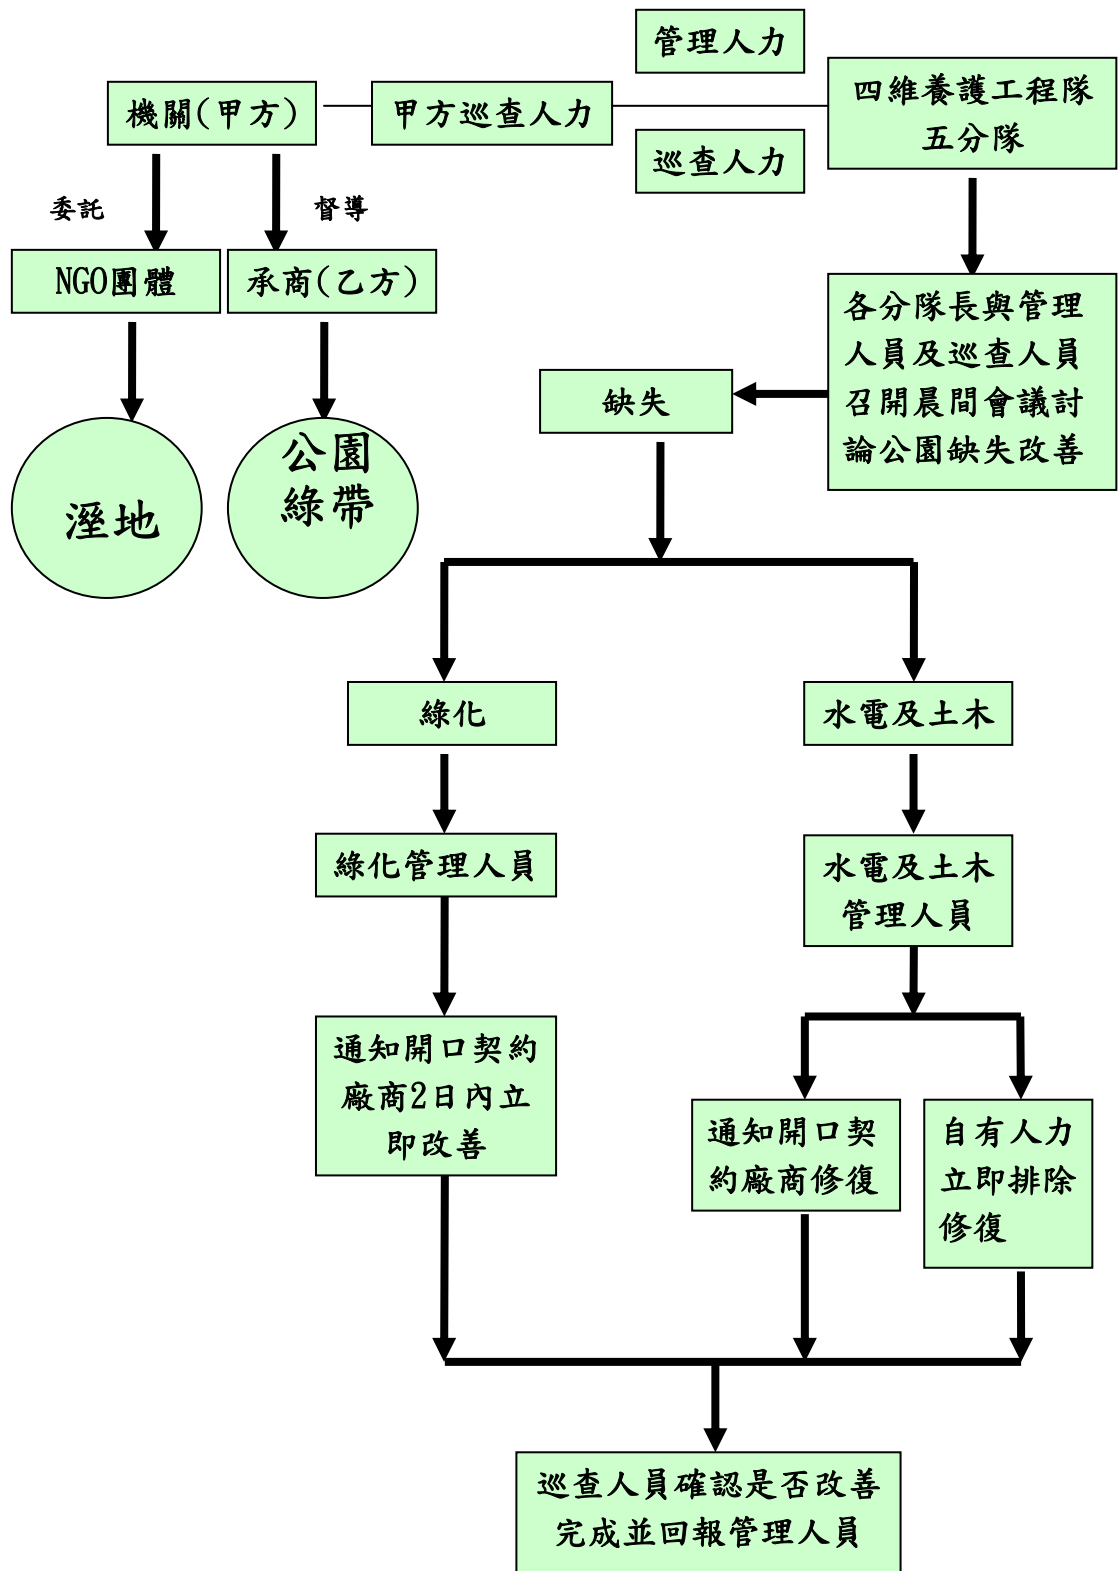 管理人力
機關(甲方)
甲方巡查人力
四維養護工程隊
五分隊
巡查人力
委託
督導
NGO團體
承商(乙方)
各分隊長與管理
人員及巡查人員
召開晨間會議討
論公園缺失改善
缺失
溼地
公園
綠帶
綠化
水電及土木
綠化管理人員
水電及土木
管理人員
通知開口契約
廠商2日內立
即改善
通知開口契
約廠商修復
自有人力
立即排除
修復
巡查人員確認是否改善
完成並回報管理人員